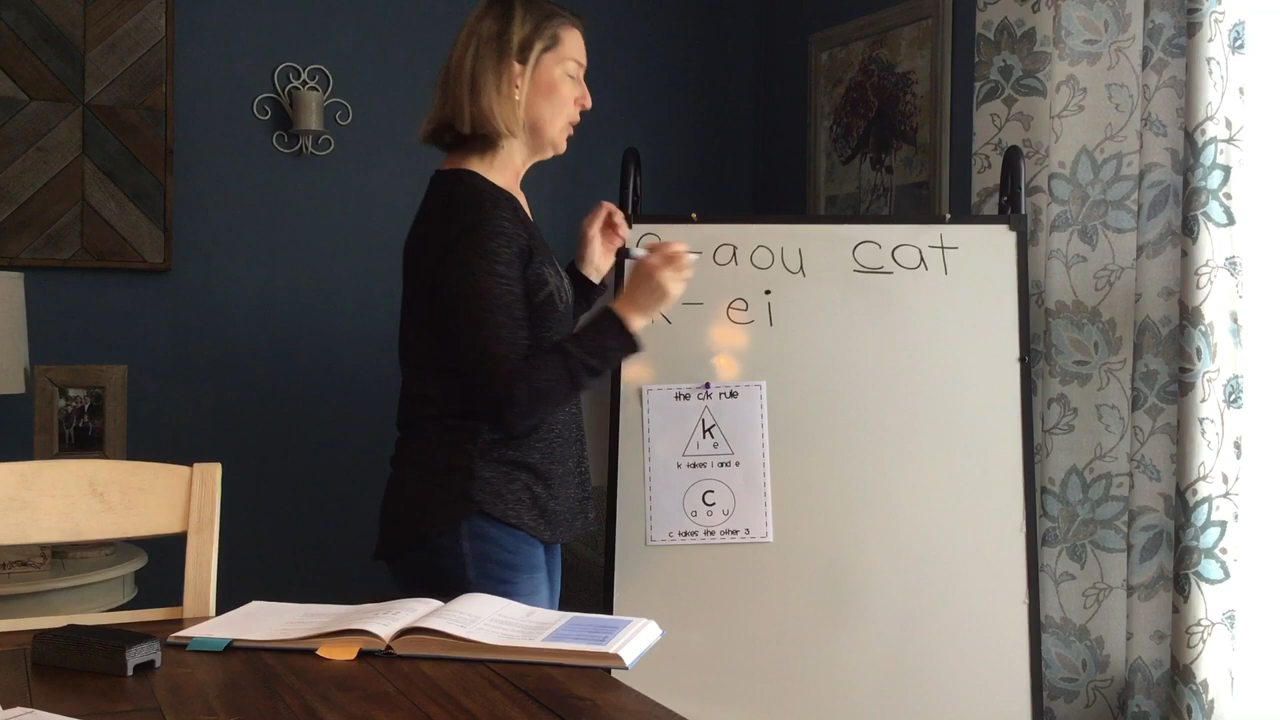 c - aou cat
k - ei
the c/k rule
k
i e
k takes i and e
c
a o u
c takes the other 3